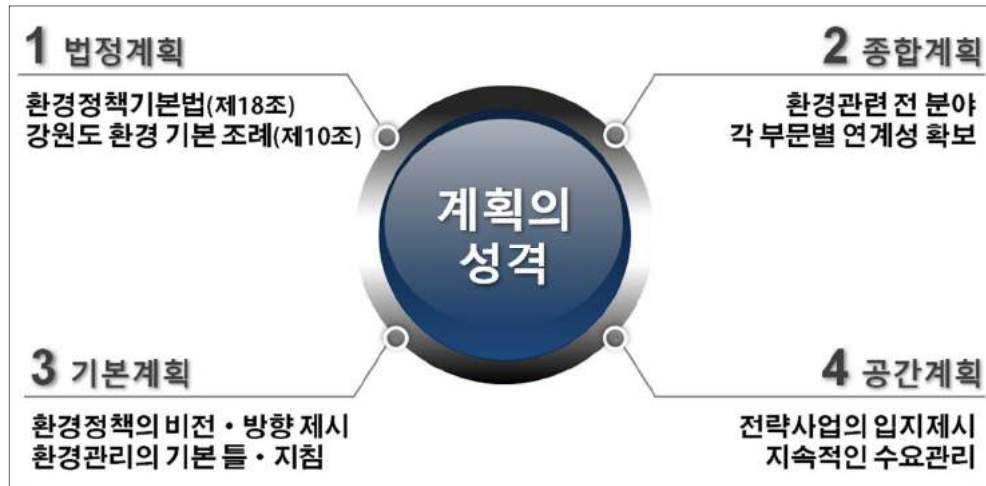 1 법정계획
환경정책기본법(제18조)
강원도 환경 기본 조례(제10조)
2 종합계획
환경관련 전 분야
각 부문별 연계성 확보
계획의
성격
3 기본계획
환경정책의 비전・방향 제시
환경관리의 기본 틀・지침
4 공간계획
전략사업의 입지제시
지속적인 수요관리